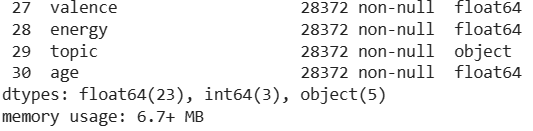 27 valence 28372 non-null float64
28 energy 28372 non-null float64
29 topic 28372 non-null object
30 age 28372 non-null float64
dtypes: float64(23), int64(3), object(5)
memory usage: 6.7+ MB